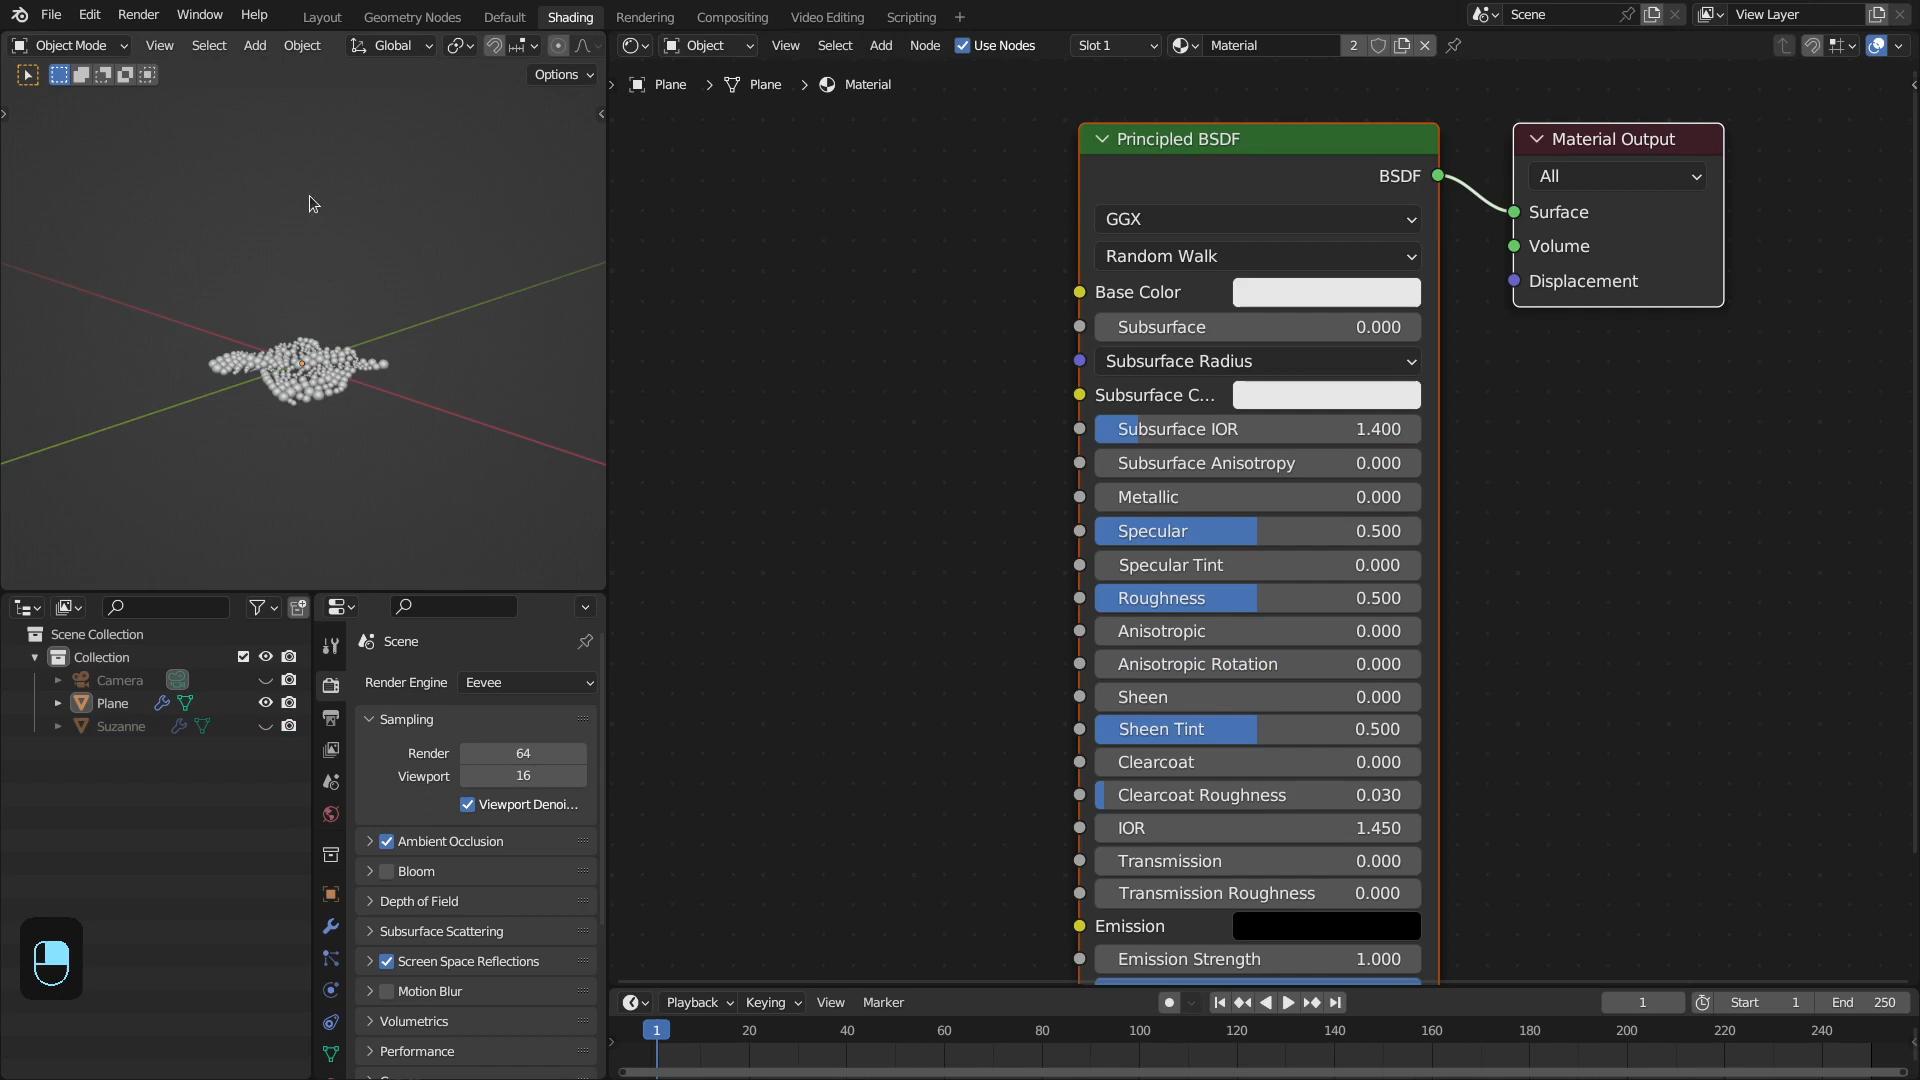 File Edit Render Window Help Layout Geometry Nodes Default Shading Rendering Compositing Video Editing Scripting Scene View Layer
Object Mode View Select Add Object Global
Options
Object View Select Add Node Use Nodes Slot 1 Material 2
Plane > Plane > Material
Principled BSDF
BSDF
GGX
Random Walk
Base Color
Subsurface 0.000
Subsurface Radius
Subsurface C...
Subsurface IOR 1.400
Subsurface Anisotropy 0.000
Metallic 0.000
Specular 0.500
Specular Tint 0.000
Roughness 0.500
Anisotropic 0.000
Anisotropic Rotation 0.000
Sheen 0.000
Sheen Tint 0.500
Clearcoat 0.000
Clearcoat Roughness 0.030
IOR 1.450
Transmission 0.000
Transmission Roughness 0.000
Emission
Emission Strength 1.000
Material Output
All
Surface
Volume
Displacement
Scene Collection
Collection
Camera
Plane
Suzanne
Scene
Render Engine Eevee
Sampling
Render 64
Viewport 16
Viewport Denoi...
Ambient Occlusion
Bloom
Depth of Field
Subsurface Scattering
Screen Space Reflections
Motion Blur
Volumetrics
Performance
Playback Keying View Marker 1 Start 1 End 250
1 20 40 60 80 100 120 140 160 180 200 220 240